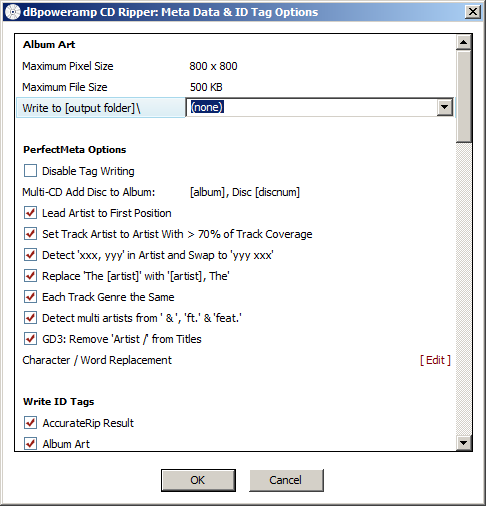 dBpoweramp CD Ripper: Meta Data & ID Tag Options
Album Art
Maximum Pixel Size 800 x 800
Maximum File Size 500 KB
Write to [output folder]\ (none)
PerfectMeta Options
Disable Tag Writing
Multi-CD Add Disc to Album: [album], Disc [discnum]
Lead Artist to First Position
Set Track Artist to Artist With > 70% of Track Coverage
Detect 'xxx, yyy' in Artist and Swap to 'yyy xxx'
Replace 'The [artist]' with '[artist], The'
Each Track Genre the Same
Detect multi artists from ' & ', 'ft.' & 'feat.'
GD3: Remove 'Artist /' from Titles
Character / Word Replacement [ Edit ]
Write ID Tags
AccurateRip Result
Album Art
OK Cancel